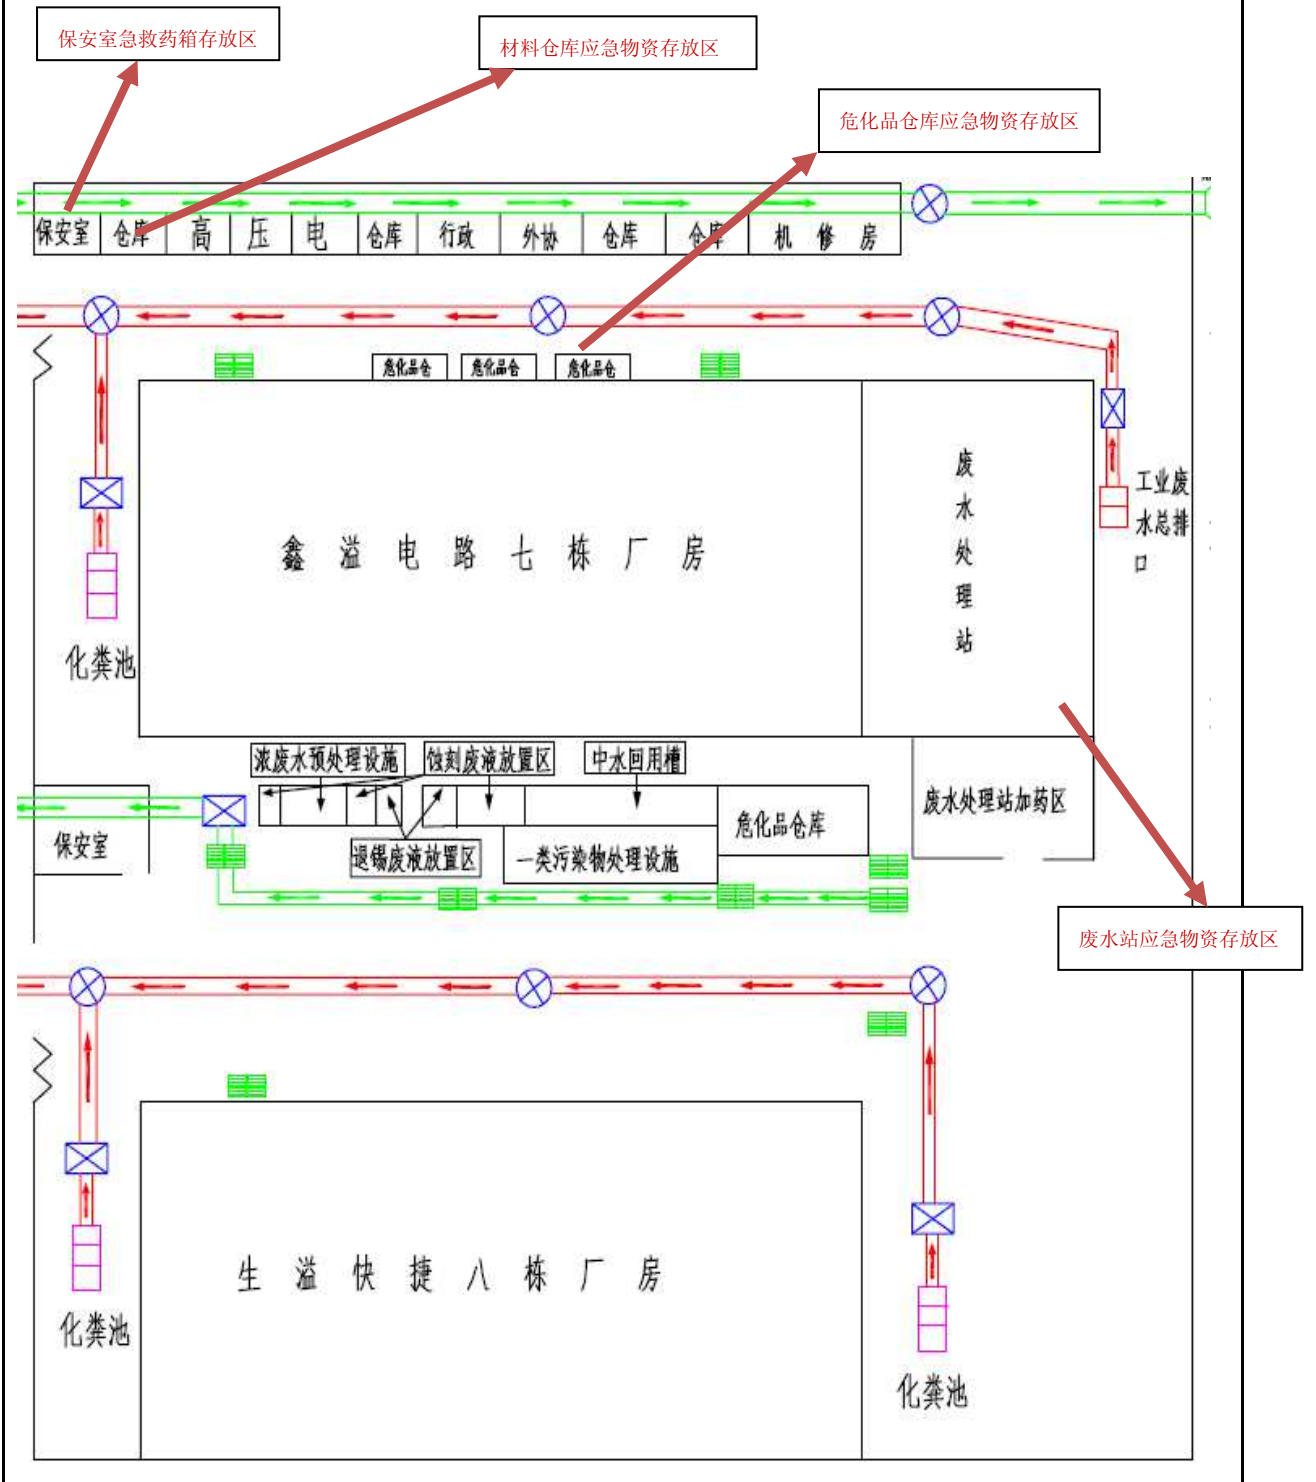 保安室急救药箱存放区
材料仓库应急物资存放区
危化品仓库应急物资存放区
保安室 仓库 高 压 电 仓库 行政 外协 仓库 仓库 机 修 房
危化品仓 危化品仓 危化品仓
废水处理站
工业废
水总排
口
鑫溢电路七栋厂房
化粪池
浓废水预处理设施 蚀刻废液放置区 中水回用槽
废水处理站加药区
危化品仓库
保安室
退锡废液放置区 一类污染物处理设施
废水站应急物资存放区
生溢快捷八栋厂房
化粪池
化粪池